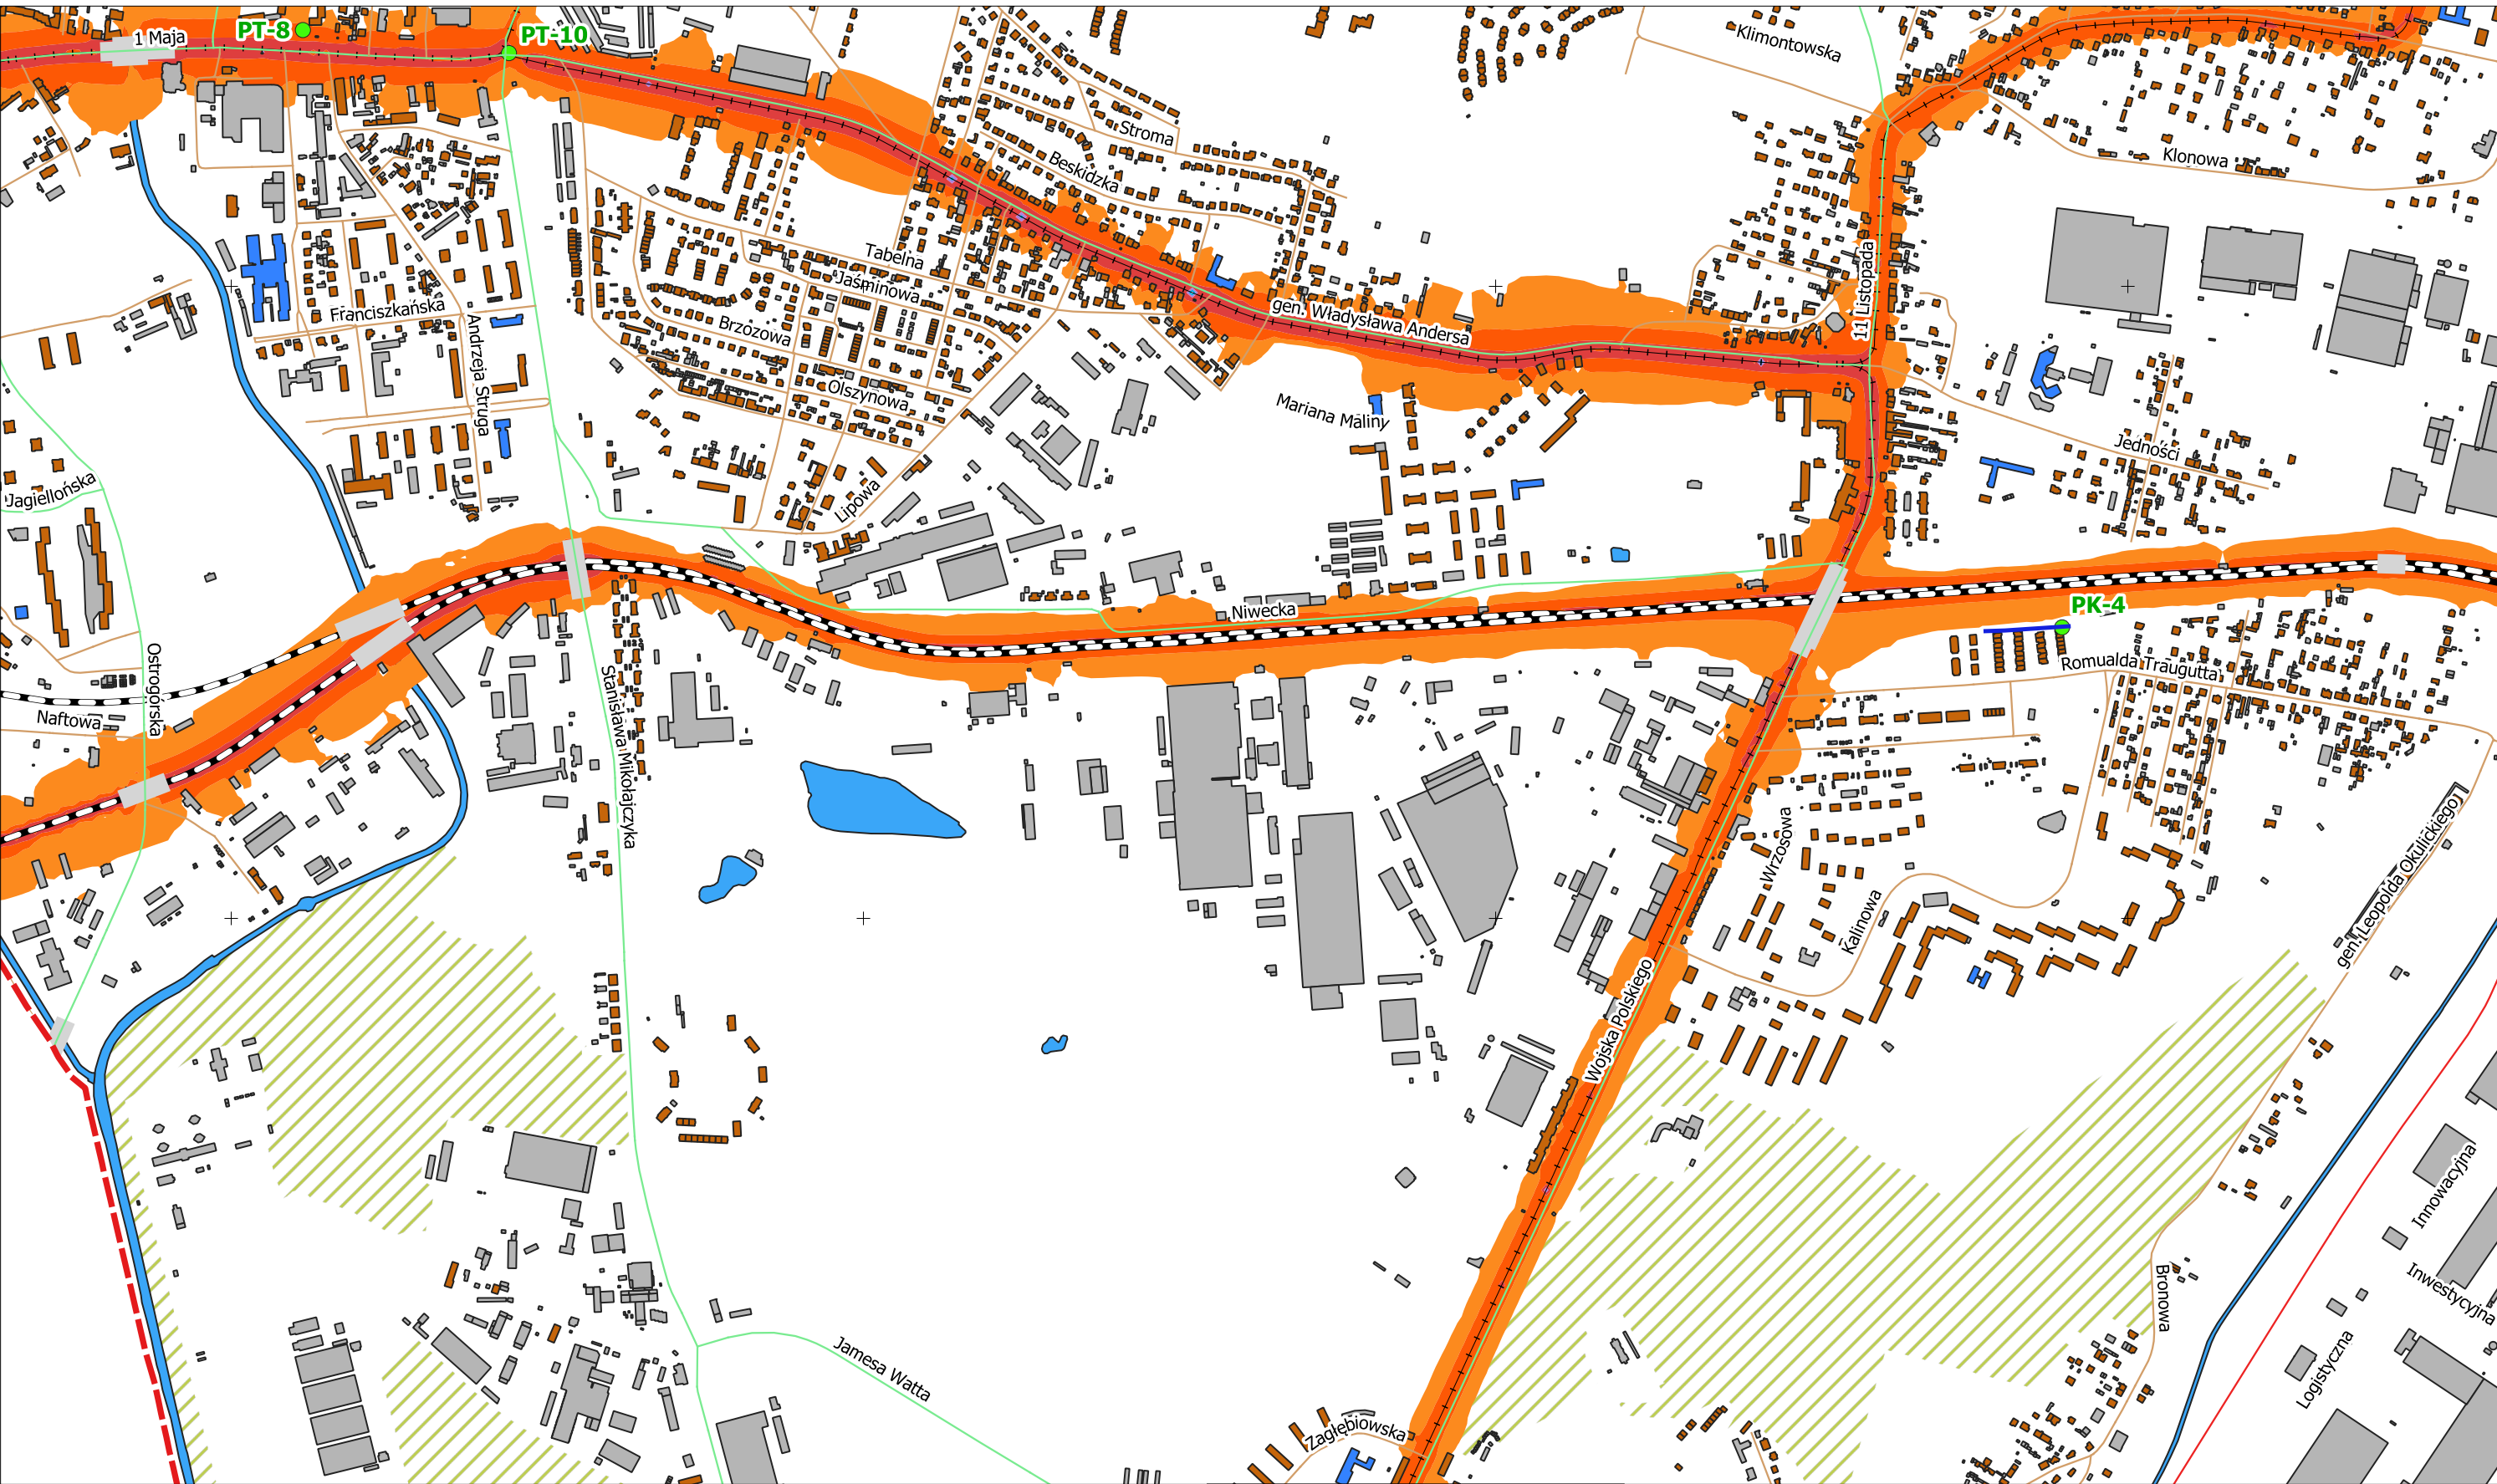 PT-8
1 Maja
PT-10
Klimontowska
Stroma
Beskidzka
Klonowa
Tabelna
Jaśminowa
Franciszkańska
Andrzeja Struga
Brzozowa
gen. Władysława Andersa
11 Listopada
Olszynowa
Mariana Maliny
Jedności
Jagiellońska
Lipowa
Niwecka
PK-4
Ostrogórska
Romualda Traugutta
Naftowa
Stanisława Mikołajczyka
Wrzosowa
gen. Leopolda Okulickiego
Kalinowa
Wojska Polskiego
Innowacyjna
Bronowa
Inwestycyjna
Jamesa Watta
Logistyczna
Zagłębiowska